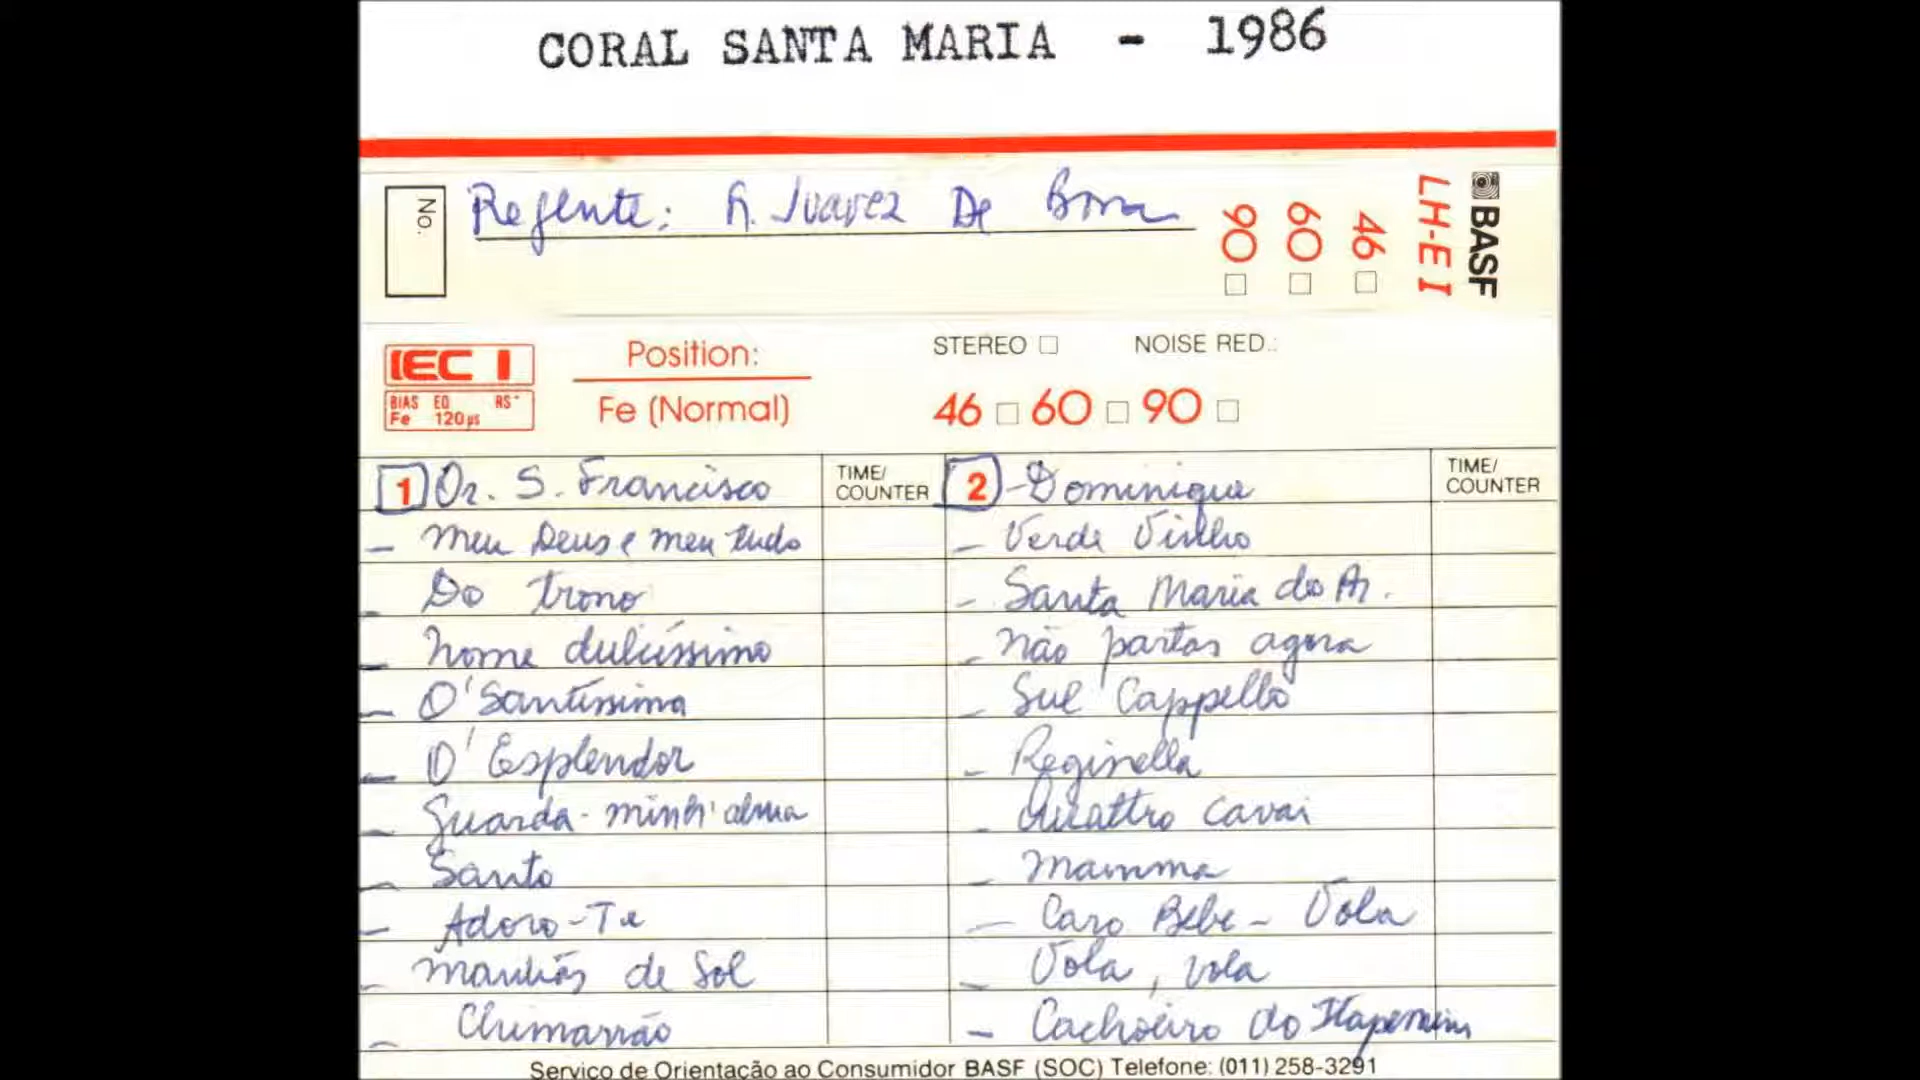 CORAL SANTA MARIA - 1986
No.
Regente: A. Juarez De Bona
90 60 46
LH-E I
BASF
IEC I
BIAS EQ RS
Fe 120µs
Position:
Fe (Normal)
STEREO NOISE RED.:
46 60 90
1 Or. S. Francisco
TIME/
COUNTER
- Meu Deus e meu tudo
- Do trono
- Nome dulcíssimo
- O' Santíssima
- O' Esplendor
- Guarda-minh'alma
- Santo
- Adoro-Te
- Manhãs de Sol
- Chimarrão
2 - Dominique
TIME/
COUNTER
- Verde Vinho
- Santa Maria do Ar.
- Não partas agora
- Sul Cappello
- Reginella
- Quattro Cavai
- Mamma
- Caro Bebe - Vola
- Vola, vola
- Cachoeiro do Itapemirim
Serviço de Orientação ao Consumidor BASF (SOC) Telefone: (011) 258-3291